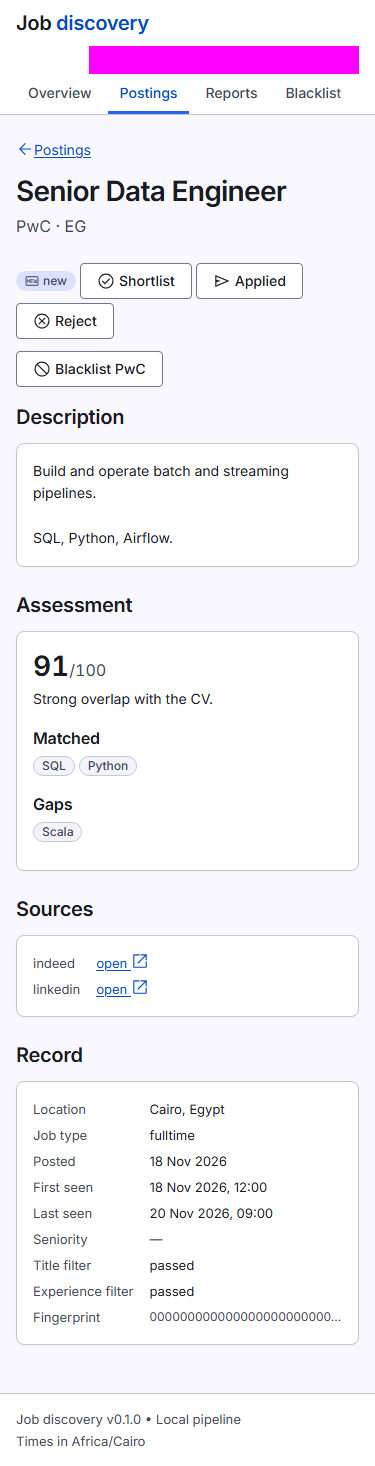 Job discovery
Overview Postings Reports Blacklist
Postings
Senior Data Engineer
PwC · EG
new Shortlist Applied
Reject
Blacklist PwC
Description
Build and operate batch and streaming
pipelines.
SQL, Python, Airflow.
Assessment
91/100
Strong overlap with the CV.
Matched
SQL Python
Gaps
Scala
Sources
indeed open
linkedin open
Record
Location Cairo, Egypt
Job type fulltime
Posted 18 Nov 2026
First seen 18 Nov 2026, 12:00
Last seen 20 Nov 2026, 09:00
Seniority —
Title filter passed
Experience filter passed
Fingerprint 000000000000000000000000...
Job discovery v0.1.0 • Local pipeline
Times in Africa/Cairo